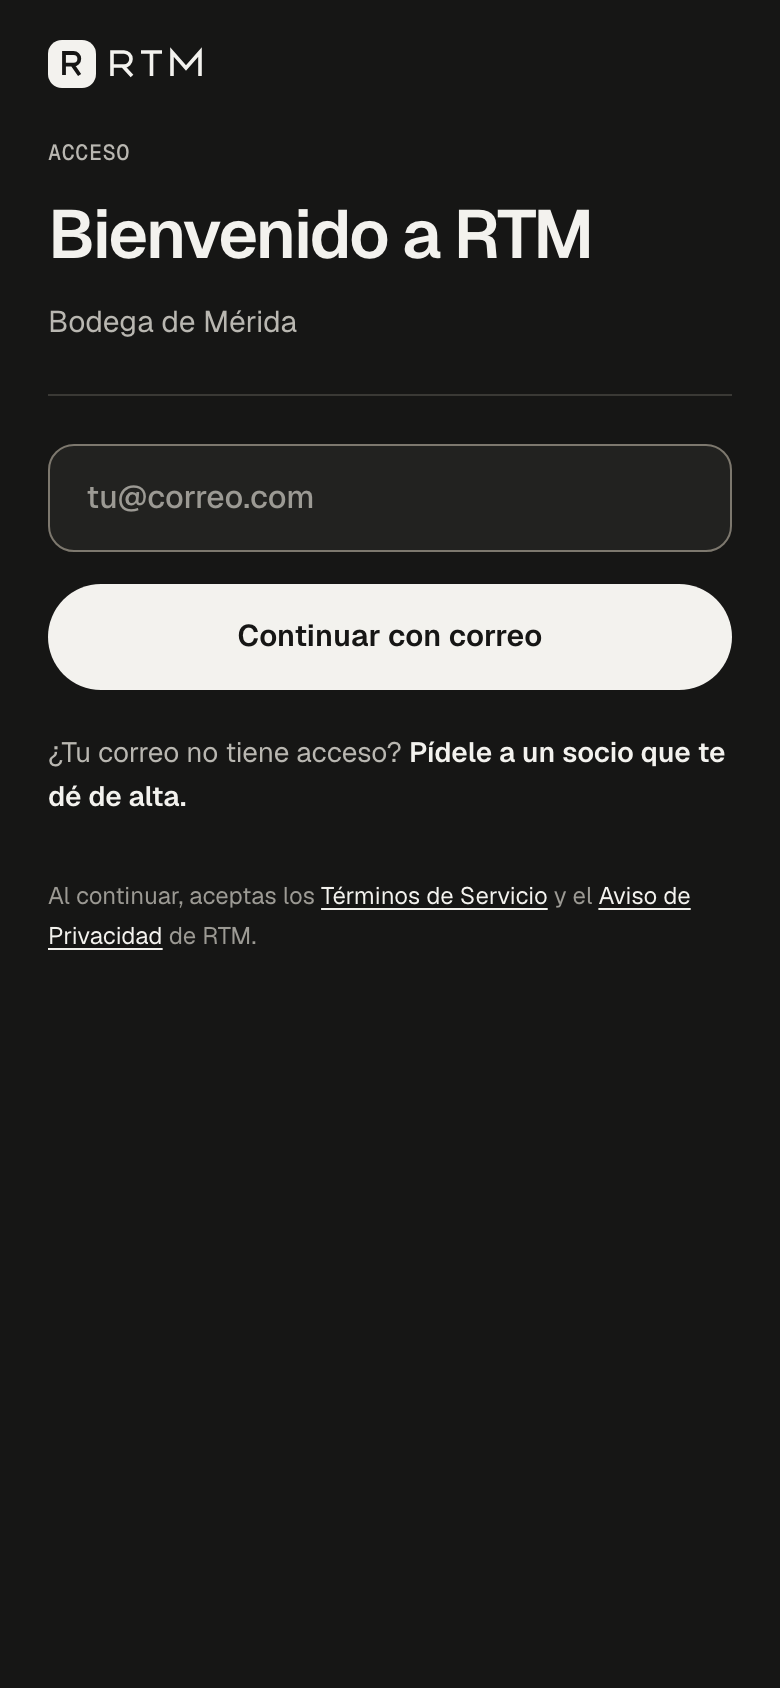 R RTM
ACCESO
Bienvenido a RTM
Bodega de Mérida
tu@correo.com
Continuar con correo
¿Tu correo no tiene acceso? Pídele a un socio que te
dé de alta.
Al continuar, aceptas los Términos de Servicio y el Aviso de
Privacidad de RTM.